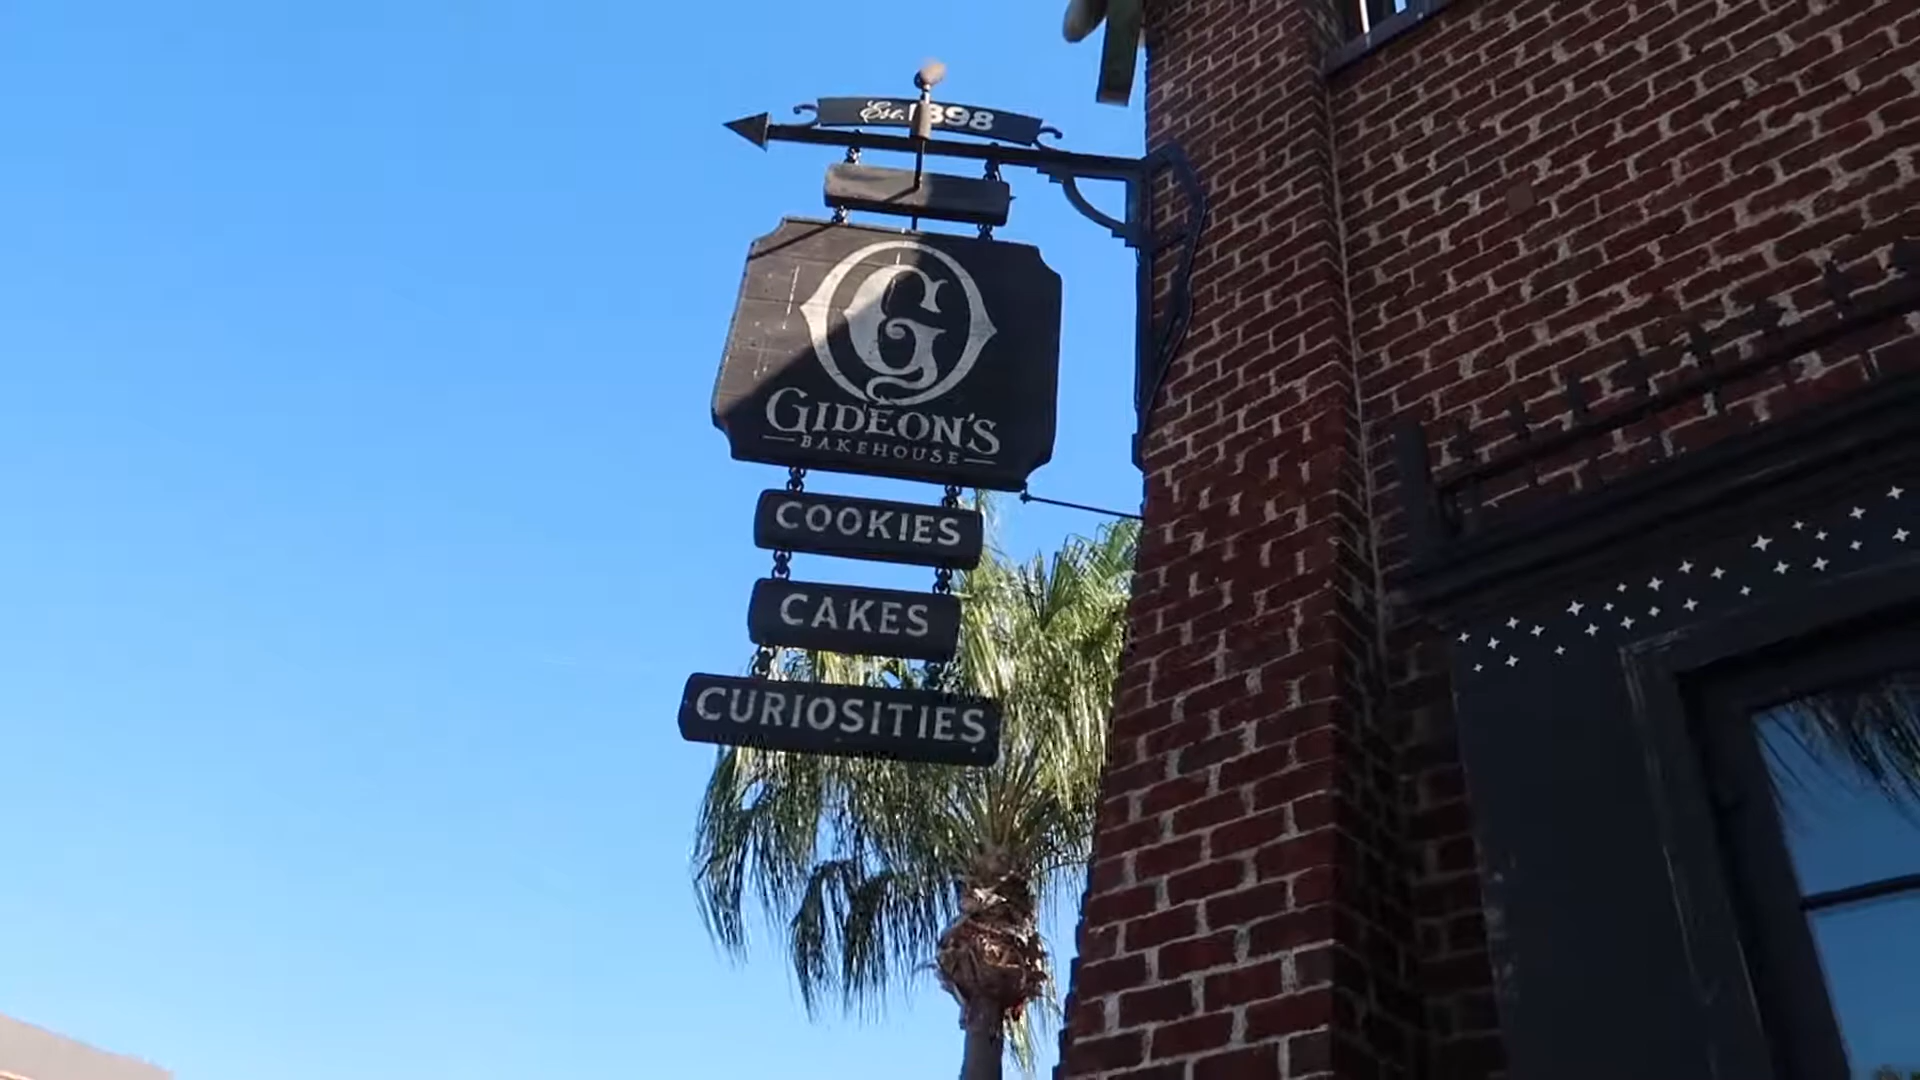 Est. 1898
G
GIDEON'S
BAKEHOUSE
COOKIES
CAKES
CURIOSITIES